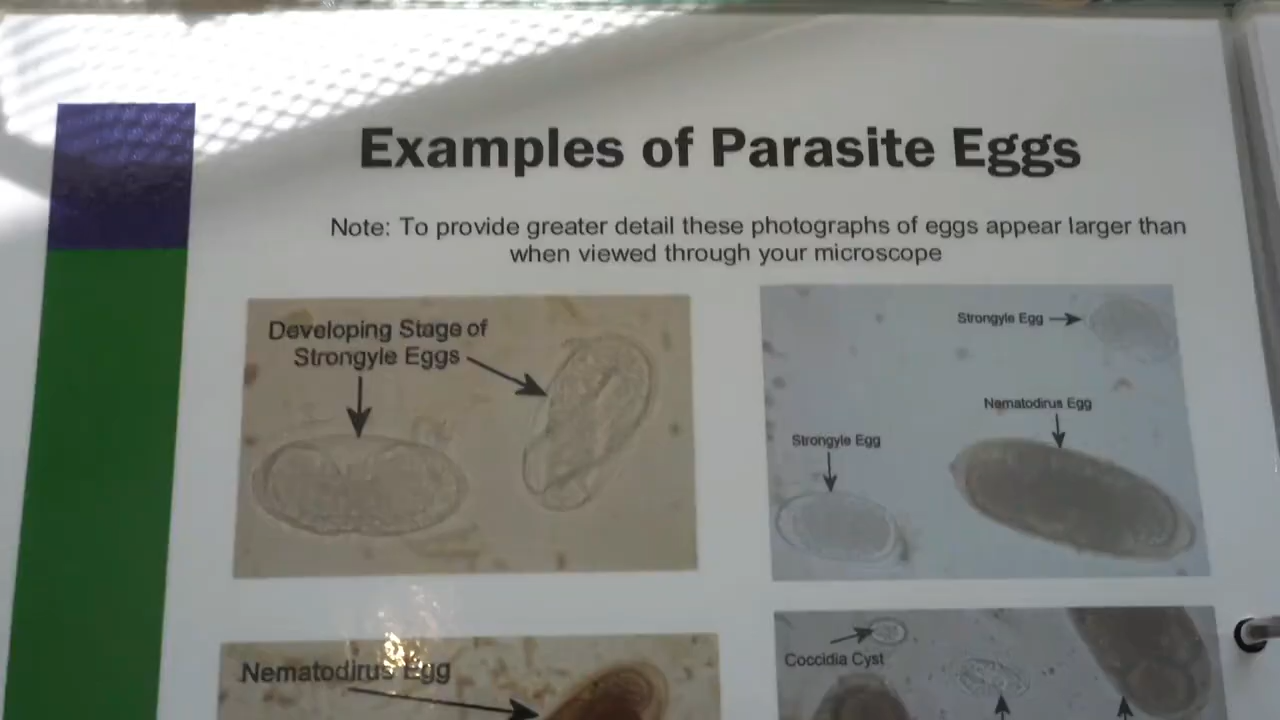 Examples of Parasite Eggs
Note: To provide greater detail these photographs of eggs appear larger than
when viewed through your microscope
Developing Stage of
Strongyle Eggs
Strongyle Egg
Nematodirus Egg
Strongyle Egg
Nematodirus Egg
Coccidia Cyst